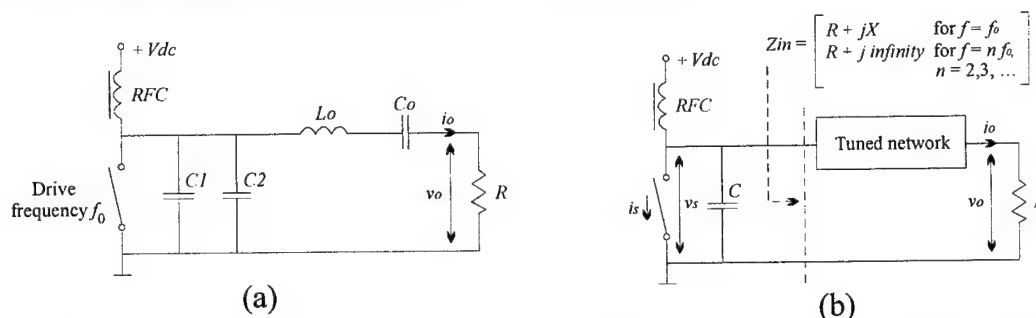 + Vdc
RFC
Lo
Co
io
C1
C2
vo
R
Drive
frequency f0
(a)
Zin =
R + jX for f = fo
R + j infinity for f = n fo,
n = 2,3, ...
+ Vdc
RFC
Tuned network
io
is
vs
C
vo
(b)